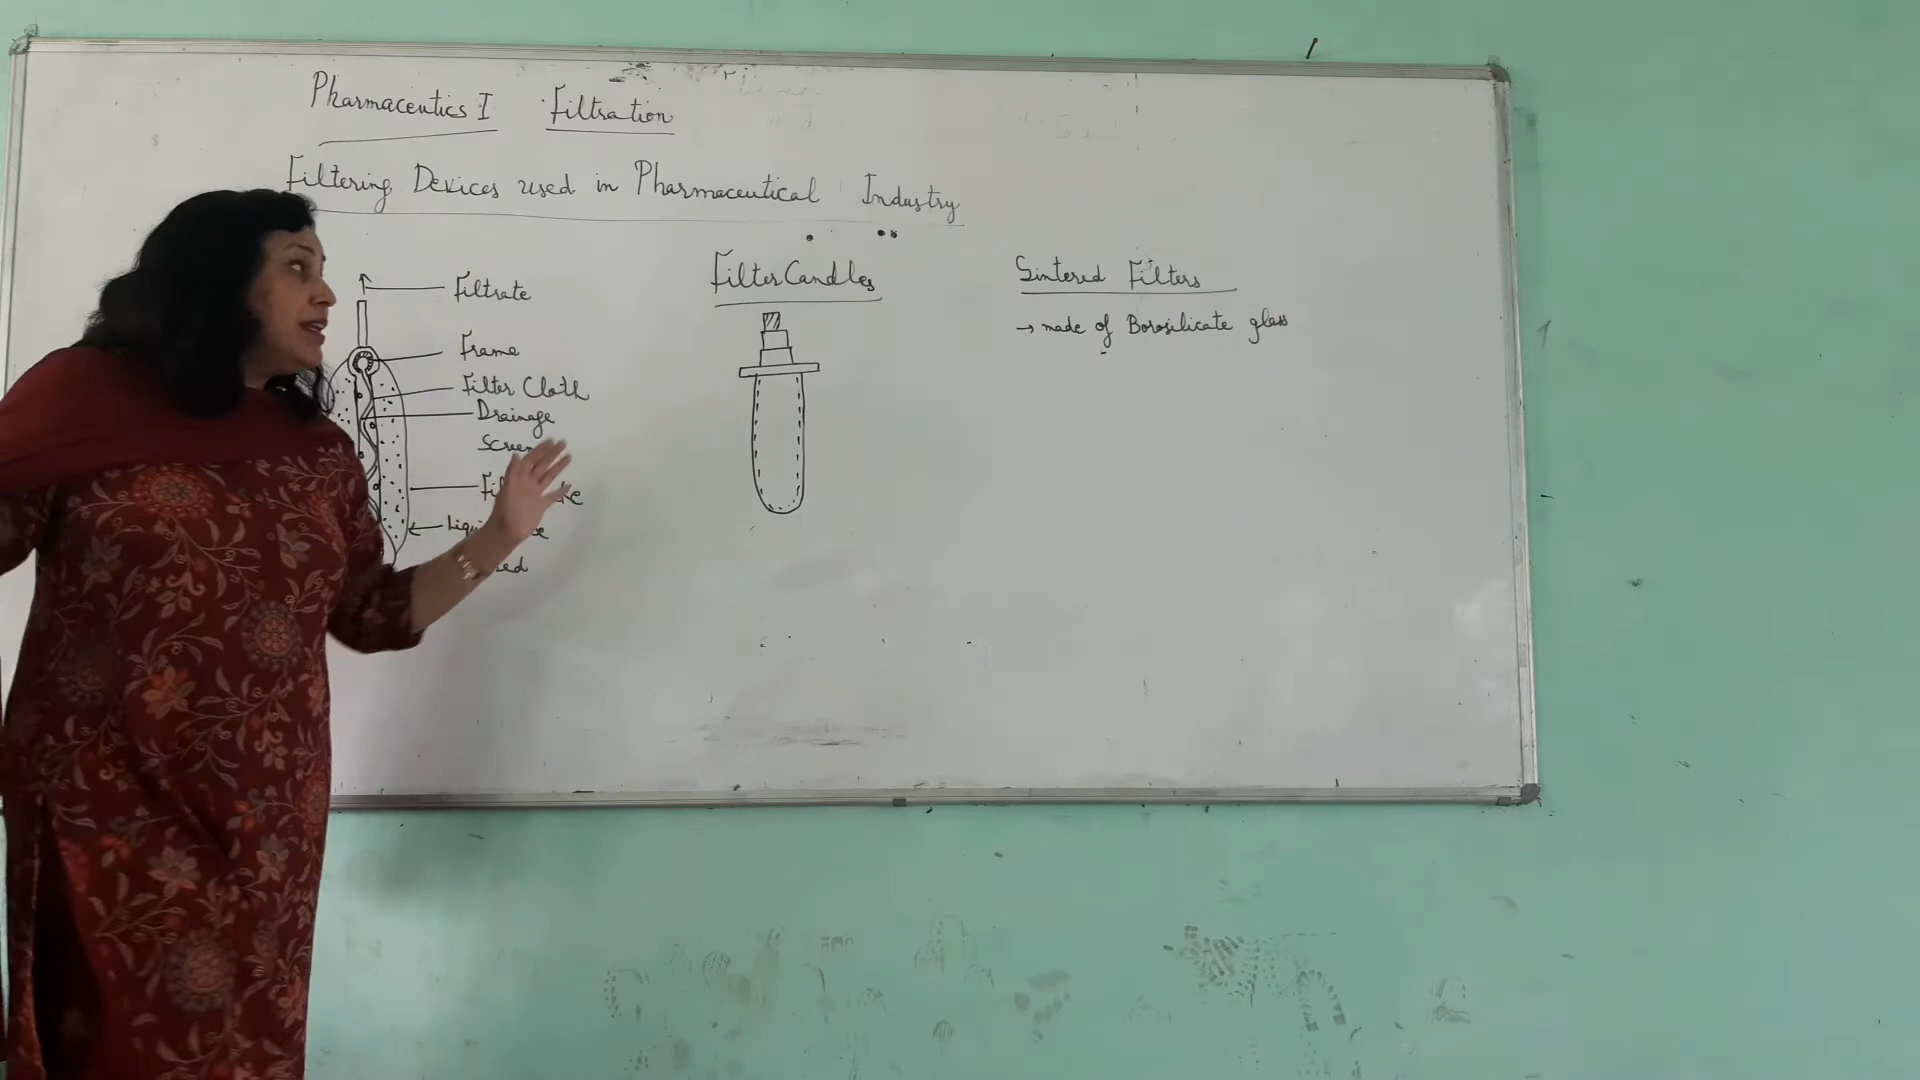 Pharmaceutics I Filtration
Filtering Devices used in Pharmaceutical Industry
Filtrate
Frame
Filter Cloth
Drainage
Screen
Filter Candles
Sintered Filters
→ made of Borosilicate glass